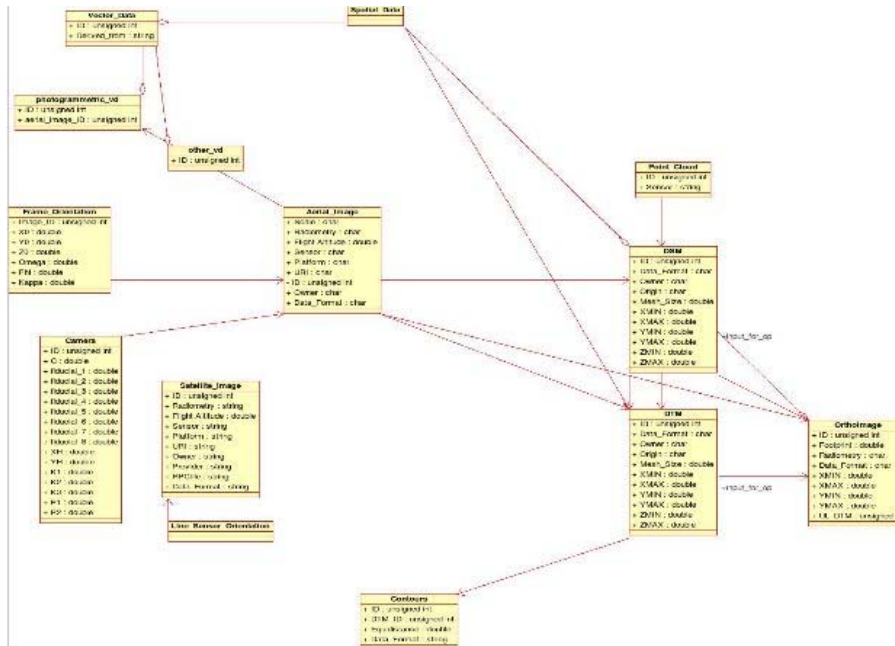 Vector_Data
+ ID : unsigned int
+ Derived_from : string
Spatial_Data
photogrammetric_vd
+ ID : unsigned int
+ aerial_image_ID : unsigned int
other_vd
+ ID : unsigned int
Point_Cloud
+ ID : unsigned int
+ Sensor : string
Frame_Orientation
+ Image_ID : unsigned int
+ X0 : double
+ Y0 : double
+ Z0 : double
+ Omega : double
+ Phi : double
+ Kappa : double
Aerial_Image
+ Scale : char
+ Radiometry : char
+ Flight_Altitude : double
+ Sensor : char
+ Platform : char
+ URI : char
+ ID : unsigned int
+ Owner : char
+ Data_Format : char
DSM
+ ID : unsigned int
+ Data_Format : char
+ Owner : char
+ Origin : char
+ Mesh_Size : double
+ XMIN : double
+ XMAX : double
+ YMIN : double
+ YMAX : double
+ ZMIN : double
+ ZMAX : double
+input_for_op
Camera
+ ID : unsigned int
+ C : double
+ fiducial_1 : double
+ fiducial_2 : double
+ fiducial_3 : double
+ fiducial_4 : double
+ fiducial_5 : double
+ fiducial_6 : double
+ fiducial_7 : double
+ fiducial_8 : double
+ XH : double
+ YH : double
+ K1 : double
+ K2 : double
+ K3 : double
+ P1 : double
+ P2 : double
Satellite_Image
+ ID : unsigned int
+ Radiometry : string
+ Flight_Altitude : double
+ Sensor : string
+ Platform : string
+ URI : string
+ Owner : string
+ Provider : string
+ RPCfile : string
+ Data_Format : string
Line_Sensor_Orientation
DTM
+ ID : unsigned int
+ Data_Format : char
+ Owner : char
+ Origin : char
+ Mesh_Size : double
+ XMIN : double
+ XMAX : double
+ YMIN : double
+ YMAX : double
+ ZMIN : double
+ ZMAX : double
+input_for_op
OrthoImage
+ ID : unsigned int
+ Footprint : double
+ Radiometry : char
+ Data_Format : char
+ XMIN : double
+ XMAX : double
+ YMIN : double
+ YMAX : double
: unsigned
Contours
+ ID : unsigned int
+ DTM_ID : unsigned int
+ Equidistance : double
+ Data_Format : string